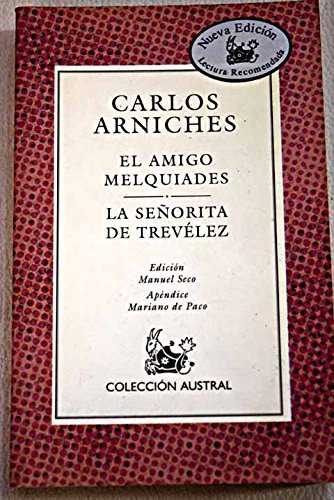 Nueva Edición
Lectura Recomendada
CARLOS
ARNICHES
EL AMIGO
MELQUIADES
LA SEÑORITA
DE TREVÉLEZ
Edición
Manuel Seco
Apéndice
Mariano de Paco
COLECCIÓN AUSTRAL